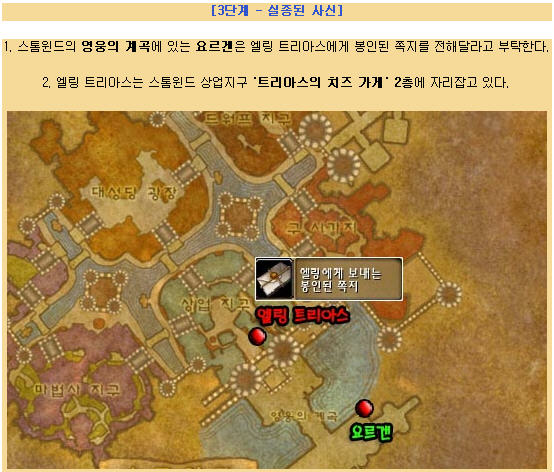 [3단계 - 실종된 사신]
1. 스톰윈드의 영웅의 계곡에 있는 요르겐은 엘링 트리아스에게 봉인된 쪽지를 전해달라고 부탁한다.
2. 엘링 트리아스는 스톰윈드 상업지구 '트리아스의 치즈 가게' 2층에 자리잡고 있다.
드워프 지구
대성당 광장
구 시가지
엘링에게 보내는
봉인된 쪽지
상업 지구
엘링 트리아스
마법사 지구
영웅의 계곡
요르겐